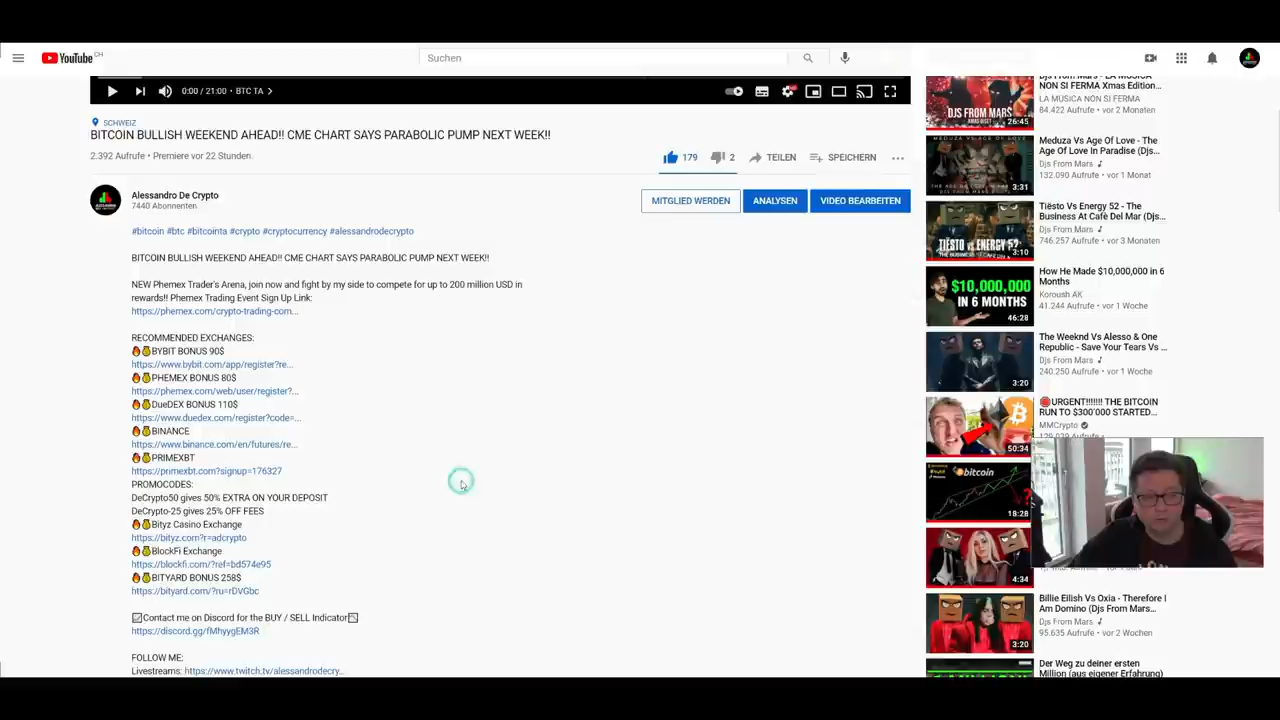 YouTube CH
Suchen
0:00 / 21:00 • BTC TA
SCHWEIZ
BITCOIN BULLISH WEEKEND AHEAD!! CME CHART SAYS PARABOLIC PUMP NEXT WEEK!!
2.392 Aufrufe • Premiere vor 22 Stunden
179
2
TEILEN
SPEICHERN
Alessandro De Crypto
7440 Abonnenten
MITGLIED WERDEN
ANALYSEN
VIDEO BEARBEITEN
#bitcoin #btc #bitcointa #crypto #cryptocurrency #alessandrodecrypto
BITCOIN BULLISH WEEKEND AHEAD!! CME CHART SAYS PARABOLIC PUMP NEXT WEEK!!
NEW Phemex Trader's Arena, join now and fight by my side to compete for up to 200 million USD in
rewards!! Phemex Trading Event Sign Up Link:
https://phemex.com/crypto-trading-com...
RECOMMENDED EXCHANGES:
🔥💰BYBIT BONUS 90$
https://www.bybit.com/app/register?re...
🔥💰PHEMEX BONUS 80$
https://phemex.com/web/user/register?...
🔥💰DueDEX BONUS 110$
https://www.duedex.com/register?code=...
🔥💰BINANCE
https://www.binance.com/en/futures/re...
🔥💰PRIMEXBT
https://primexbt.com?signup=176327
PROMOCODES:
DeCrypto50 gives 50% EXTRA ON YOUR DEPOSIT
DeCrypto-25 gives 25% OFF FEES
🔥💰Bityz Casino Exchange
https://bityz.com?r=adcrypto
🔥💰BlockFi Exchange
https://blockfi.com/?ref=bd574e95
🔥💰BITYARD BONUS 258$
https://bityard.com/?ru=rDVGbc
Contact me on Discord for the BUY / SELL Indicator
https://discord.gg/fMhyygEM3R
FOLLOW ME:
Livestreams: https://www.twitch.tv/alessandrodecry...
DJS FROM MARS
26:45
Djs From Mars - LA MUSICA
NON SI FERMA Xmas Edition...
LA MUSICA NON SI FERMA
84.422 Aufrufe • vor 2 Monaten
3:31
Meduza Vs Age Of Love - The
Age Of Love In Paradise (Djs...
Djs From Mars
132.090 Aufrufe • vor 1 Monat
TIËSTO vs ENERGY 52
3:10
Tiësto Vs Energy 52 - The
Business At Cafè Del Mar (Djs...
Djs From Mars
746.257 Aufrufe • vor 3 Monaten
$10,000,000
IN 6 MONTHS
46:28
How He Made $10,000,000 in 6
Months
Koroush AK
41.244 Aufrufe • vor 1 Woche
3:20
The Weeknd Vs Alesso & One
Republic - Save Your Tears Vs ...
Djs From Mars
240.250 Aufrufe • vor 1 Woche
50:34
🔴URGENT!!!!!!! THE BITCOIN
RUN TO $300'000 STARTED...
MMCrypto
bitcoin
18:28
4:34
3:20
Billie Eilish Vs Oxia - Therefore I
Am Domino (Djs From Mars...
Djs From Mars
95.635 Aufrufe • vor 2 Wochen
Der Weg zu deiner ersten
Million (aus eigener Erfahrung)